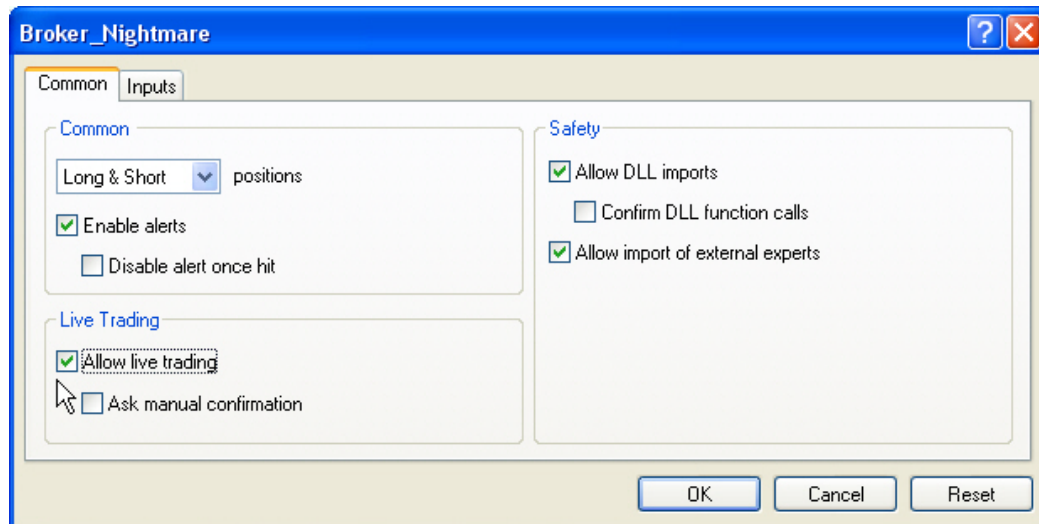 Broker_Nightmare
Common Inputs
Common
Long & Short positions
Enable alerts
Disable alert once hit
Live Trading
Allow live trading
Ask manual confirmation
Safety
Allow DLL imports
Confirm DLL function calls
Allow import of external experts
OK Cancel Reset